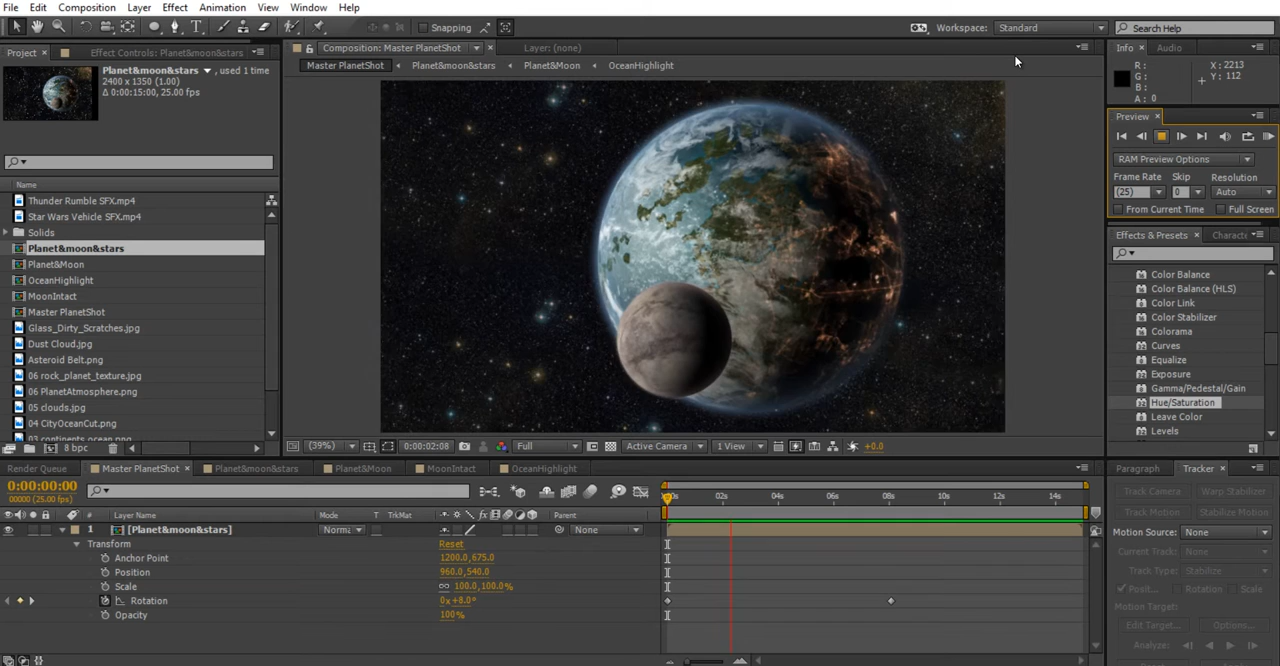 File Edit Composition Layer Effect Animation View Window Help
Snapping
Workspace: Standard
Search Help
Project
Effect Controls: Planet&moon&stars
Composition: Master PlanetShot
Layer: (none)
Info Audio
Planet&moon&stars , used 1 time
2400 x 1350 (1.00)
Δ 0:00:15:00, 25.00 fps
Master PlanetShot Planet&moon&stars Planet&Moon OceanHighlight
R :
G :
B :
A : 0
X : 2213
Y : 112
Preview
RAM Preview Options
Frame Rate Skip Resolution
(25) 0 Auto
From Current Time Full Screen
Name
Thunder Rumble SFX.mp4
Star Wars Vehicle SFX.mp4
Solids
Planet&moon&stars
Planet&Moon
OceanHighlight
MoonIntact
Master PlanetShot
Glass_Dirty_Scratches.jpg
Dust Cloud.jpg
Asteroid Belt.png
06 rock_planet_texture.jpg
06 PlanetAtmosphere.png
05 clouds.jpg
04 CityOceanCut.png
03 continents ocean.png
8 bpc
Effects & Presets
Color Balance
Color Balance (HLS)
Color Link
Color Stabilizer
Colorama
Curves
Equalize
Exposure
Gamma/Pedestal/Gain
Hue/Saturation
Leave Color
Levels
(39%) 0:00:02:08 Full Active Camera 1 View +0.0
Render Queue Master PlanetShot Planet&moon&stars Planet&Moon MoonIntact OceanHighlight
Paragraph Tracker
0:00:00:00
00000 (25.00 fps)
02s 04s 06s 08s 10s 12s 14s
# Layer Name Mode T TrkMat Parent
1 [Planet&moon&stars] None
Transform Reset
Anchor Point 1200.0,675.0
Position 960.0,540.0
Scale 100.0,100.0%
Rotation 0x+8.0°
Opacity 100%
Track Camera Warp Stabilizer
Track Motion Stabilize Motion
Motion Source: None
Current Track: None
Track Type: Stabilize
Rotation Scale
Motion Target:
Edit Target... Options...
Analyze: